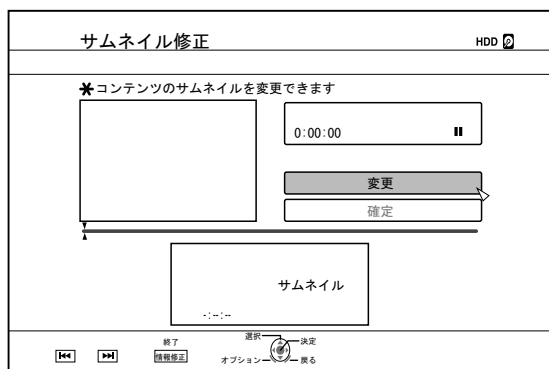 サムネイル修正
HDD
コンテンツのサムネイルを変更できます
0:00:00
変更
確定
サムネイル
-:--:--
終了
情報修正
選択
決定
オプション
戻る